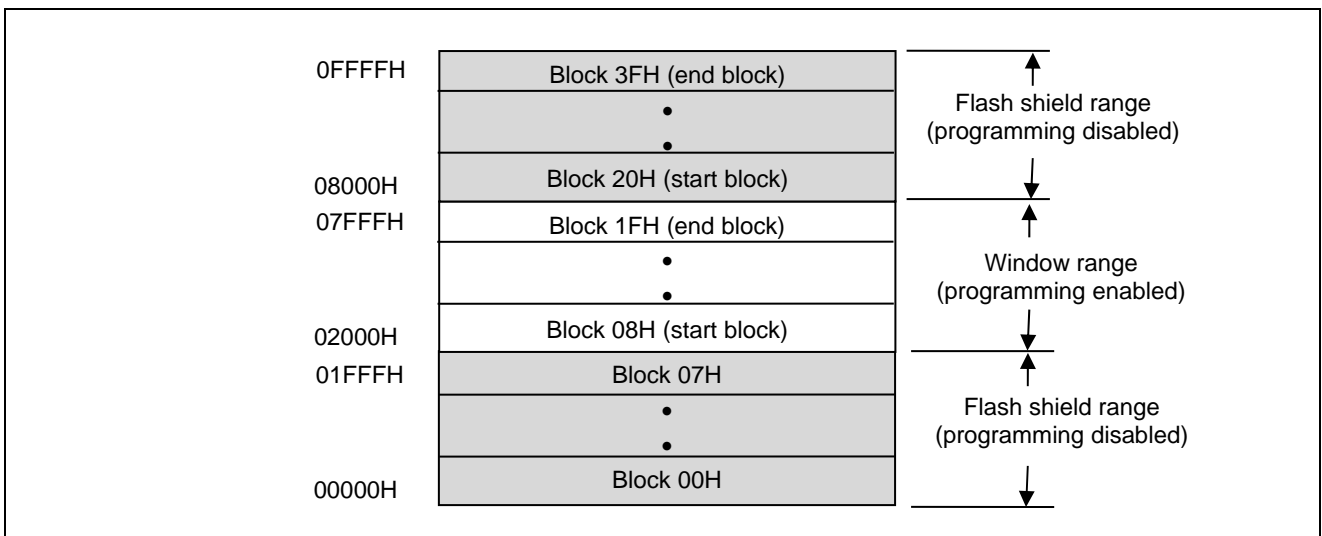 0FFFFH
Block 3FH (end block)
•
•
Flash shield range
(programming disabled)
08000H
Block 20H (start block)
07FFFH
Block 1FH (end block)
•
•
Window range
(programming enabled)
02000H
Block 08H (start block)
01FFFH
Block 07H
•
•
Flash shield range
(programming disabled)
00000H
Block 00H